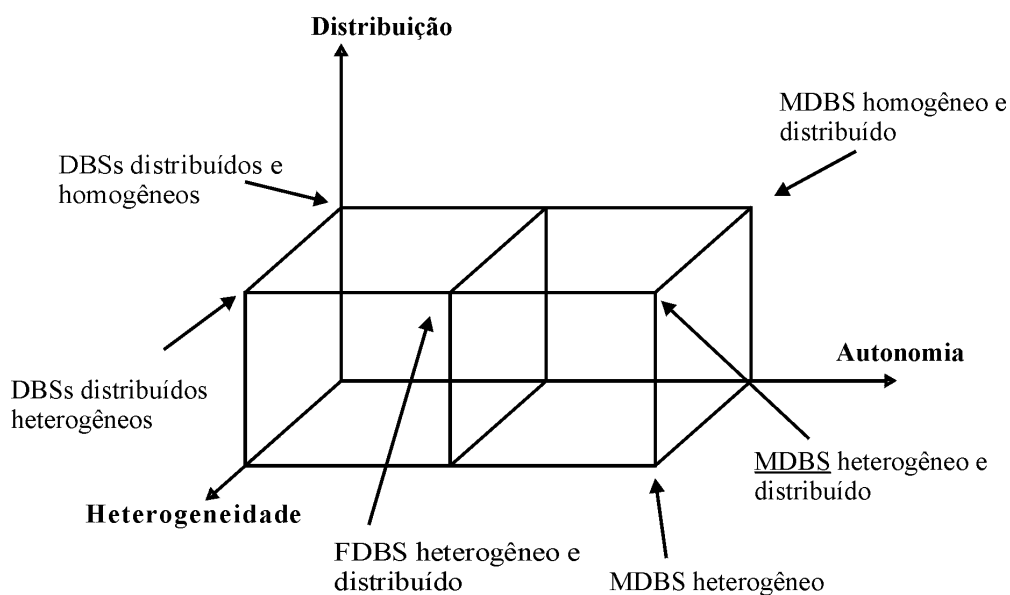 Distribuição
MDBS homogêneo e
distribuído
DBSs distribuídos e
homogêneos
Autonomia
DBSs distribuídos
heterogêneos
MDBS heterogêneo e
distribuído
Heterogeneidade
FDBS heterogêneo e
distribuído
MDBS heterogêneo